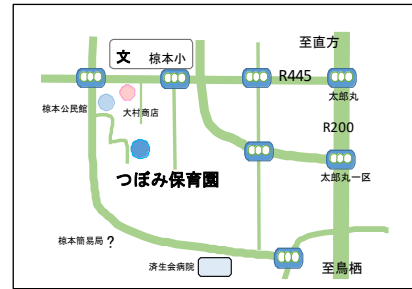 至直方
文 椋本小
R445
太郎丸
椋本公民館
大村商店
R200
つぼみ保育園
太郎丸一区
椋本簡易局?
済生会病院
至鳥栖